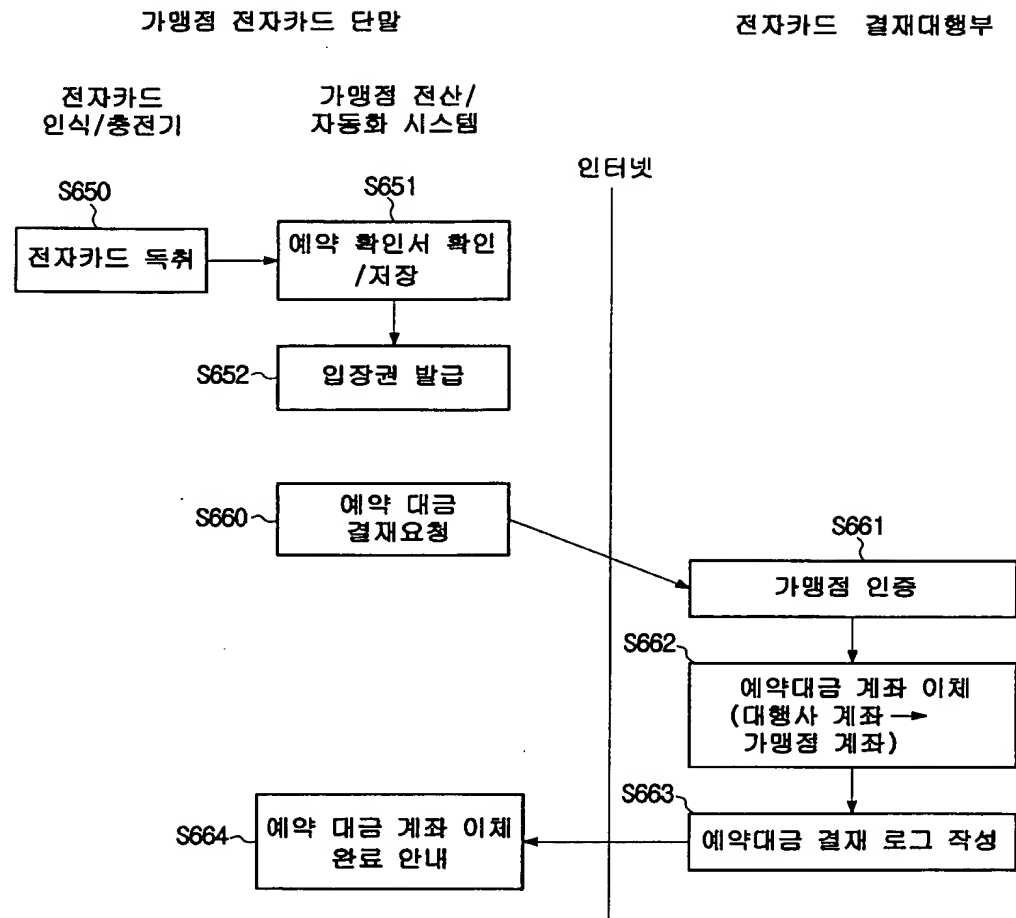 가맹점 전자카드 단말
전자카드 결재대행부
전자카드
인식/충전기
가맹점 전산/
자동화 시스템
인터넷
S650
전자카드 독취
S651
예약 확인서 확인
/저장
S652
입장권 발급
S660
예약 대금
결재요청
S661
가맹점 인증
S662
예약대금 계좌 이체
(대행사 계좌→
가맹점 계좌)
S663
예약대금 결재 로그 작성
S664
예약 대금 계좌 이체
완료 안내